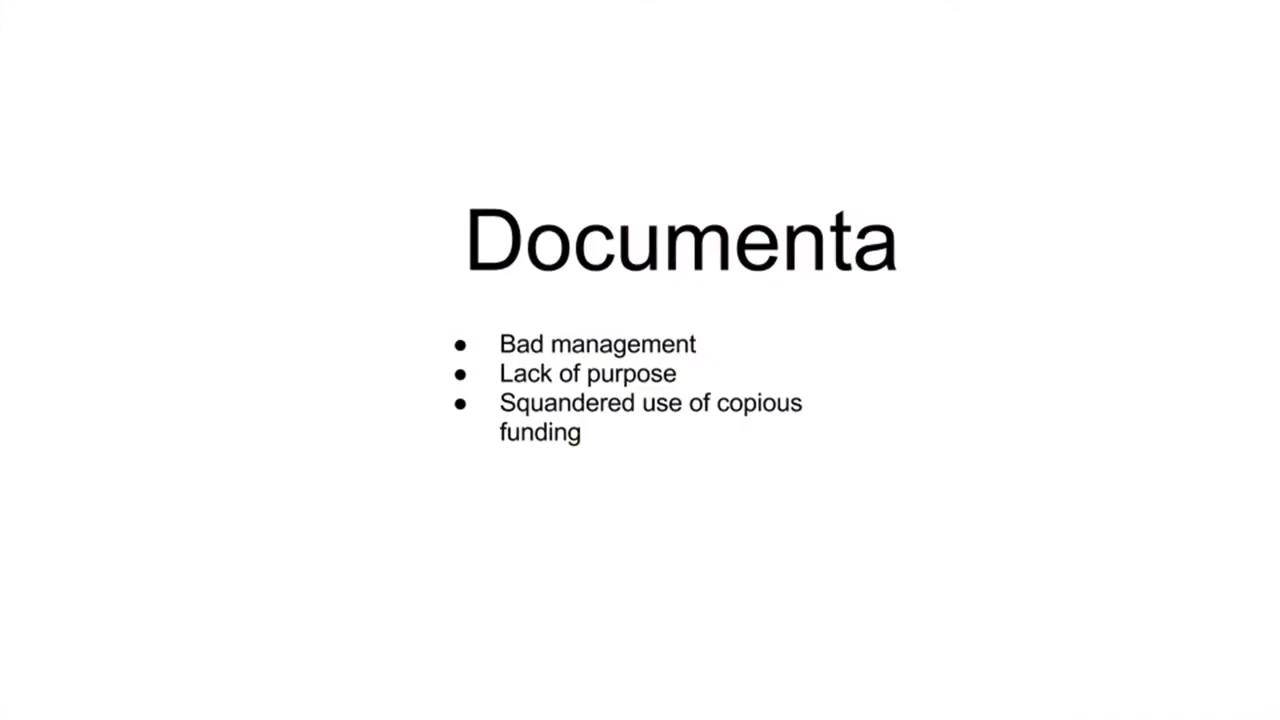 Documenta
● Bad management
● Lack of purpose
● Squandered use of copious
funding